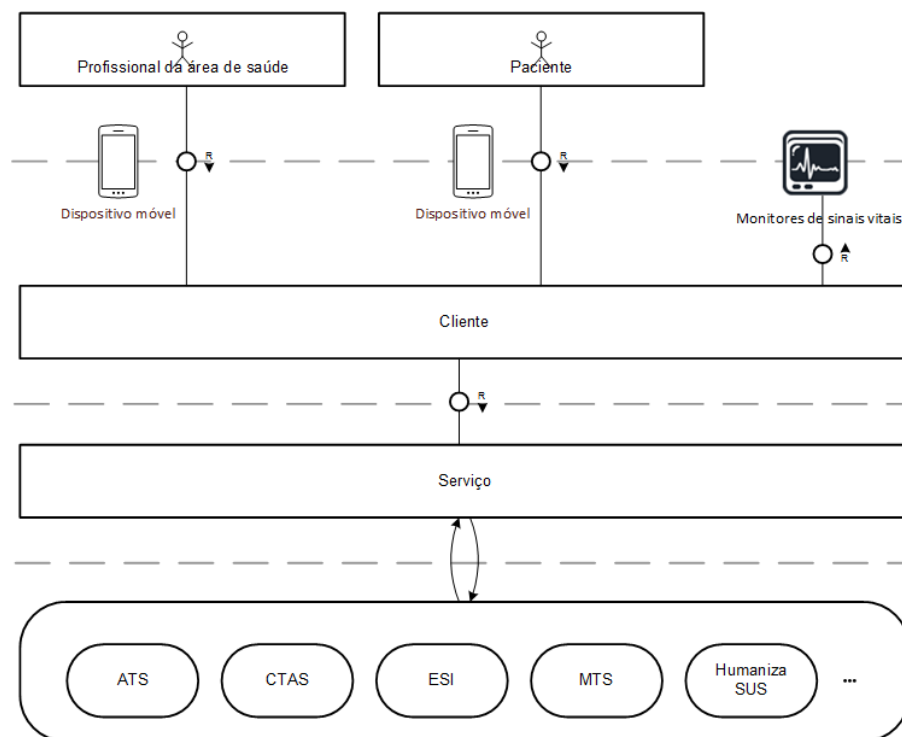 Profissional da área de saúde
Paciente
R
R
Dispositivo móvel
Dispositivo móvel
Monitores de sinais vitais
R
Cliente
R
Serviço
ATS
CTAS
ESI
MTS
Humaniza
SUS
...